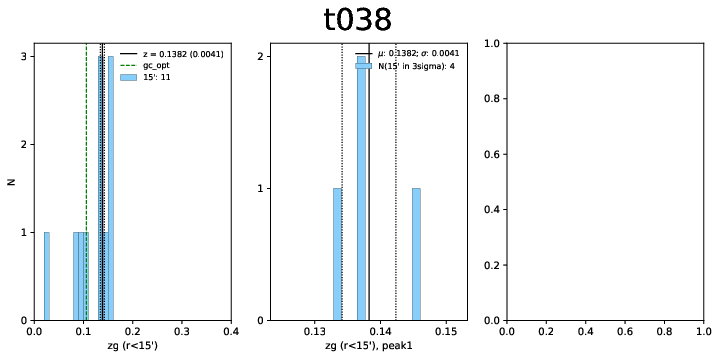 t038
z = 0.1382 (0.0041)
gc_opt
15': 11
N
3
2
1
0
0.0 0.1 0.2 0.3 0.4
zg (r<15')
μ: 0.1382; σ: 0.0041
N(15' in 3sigma): 4
2
1
0
0.13 0.14 0.15
zg (r<15'), peak1
1.0
0.8
0.6
0.4
0.2
0.0
0.0 0.2 0.4 0.6 0.8 1.0